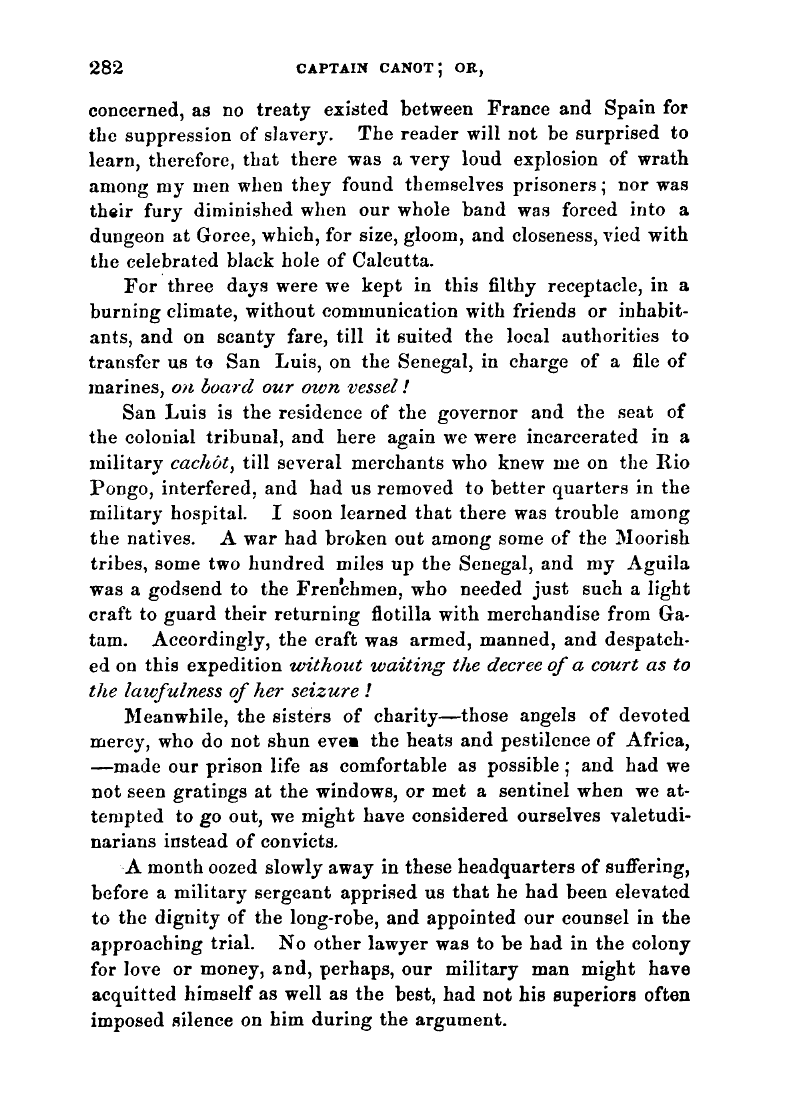 282 CAPTAIN CANOT; OR,
concerned, as no treaty existed between France and Spain for
the suppression of slavery. The reader will not be surprised to
learn, therefore, that there was a very loud explosion of wrath
among my men when they found themselves prisoners; nor was
their fury diminished when our whole band was forced into a
dungeon at Goree, which, for size, gloom, and closeness, vied with
the celebrated black hole of Calcutta.
For three days were we kept in this filthy receptacle, in a
burning climate, without communication with friends or inhabit-
ants, and on scanty fare, till it suited the local authorities to
transfer us to San Luis, on the Senegal, in charge of a file of
marines, on board our own vessel!
San Luis is the residence of the governor and the seat of
the colonial tribunal, and here again we were incarcerated in a
military cachôt, till several merchants who knew me on the Rio
Pongo, interfered, and had us removed to better quarters in the
military hospital. I soon learned that there was trouble among
the natives. A war had broken out among some of the Moorish
tribes, some two hundred miles up the Senegal, and my Aguila
was a godsend to the Frenchmen, who needed just such a light
craft to guard their returning flotilla with merchandise from Ga-
tam. Accordingly, the craft was armed, manned, and despatch-
ed on this expedition without waiting the decree of a court as to
the lawfulness of her seizure!
Meanwhile, the sisters of charity—those angels of devoted
mercy, who do not shun even the heats and pestilence of Africa,
—made our prison life as comfortable as possible; and had we
not seen gratings at the windows, or met a sentinel when we at-
tempted to go out, we might have considered ourselves valetudi-
narians instead of convicts.
A month oozed slowly away in these headquarters of suffering,
before a military sergeant apprised us that he had been elevated
to the dignity of the long-robe, and appointed our counsel in the
approaching trial. No other lawyer was to be had in the colony
for love or money, and, perhaps, our military man might have
acquitted himself as well as the best, had not his superiors often
imposed silence on him during the argument.